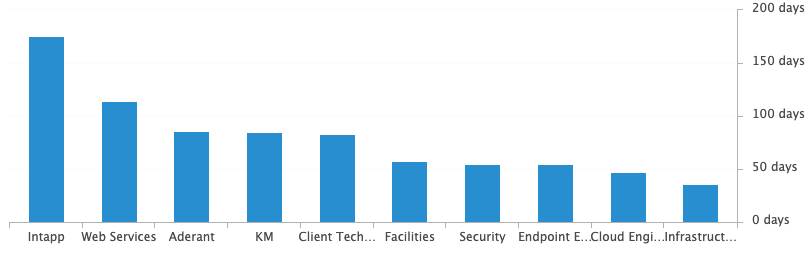 200 days
150 days
100 days
50 days
0 days
Intapp
Web Services
Aderant
KM
Client Tech...
Facilities
Security
Endpoint E...
Cloud Engi...
Infrastruct...